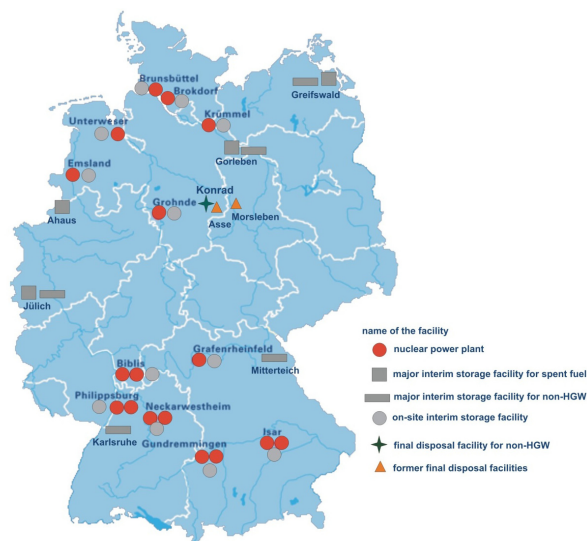 Brunsbüttel
Brokdorf
Greifswald
Unterweser
Krümmel
Gorleben
Emsland
Konrad
Grohnde
Ahaus
Asse
Morsleben
Jülich
name of the facility
nuclear power plant
Grafenrheinfeld
Biblis
Mitterteich
major interim storage facility for spent fuel
Philippsburg
major interim storage facility for non-HGW
Neckarwestheim
on-site interim storage facility
Karlsruhe
Isar
Gundremmingen
final disposal facility for non-HGW
former final disposal facilities